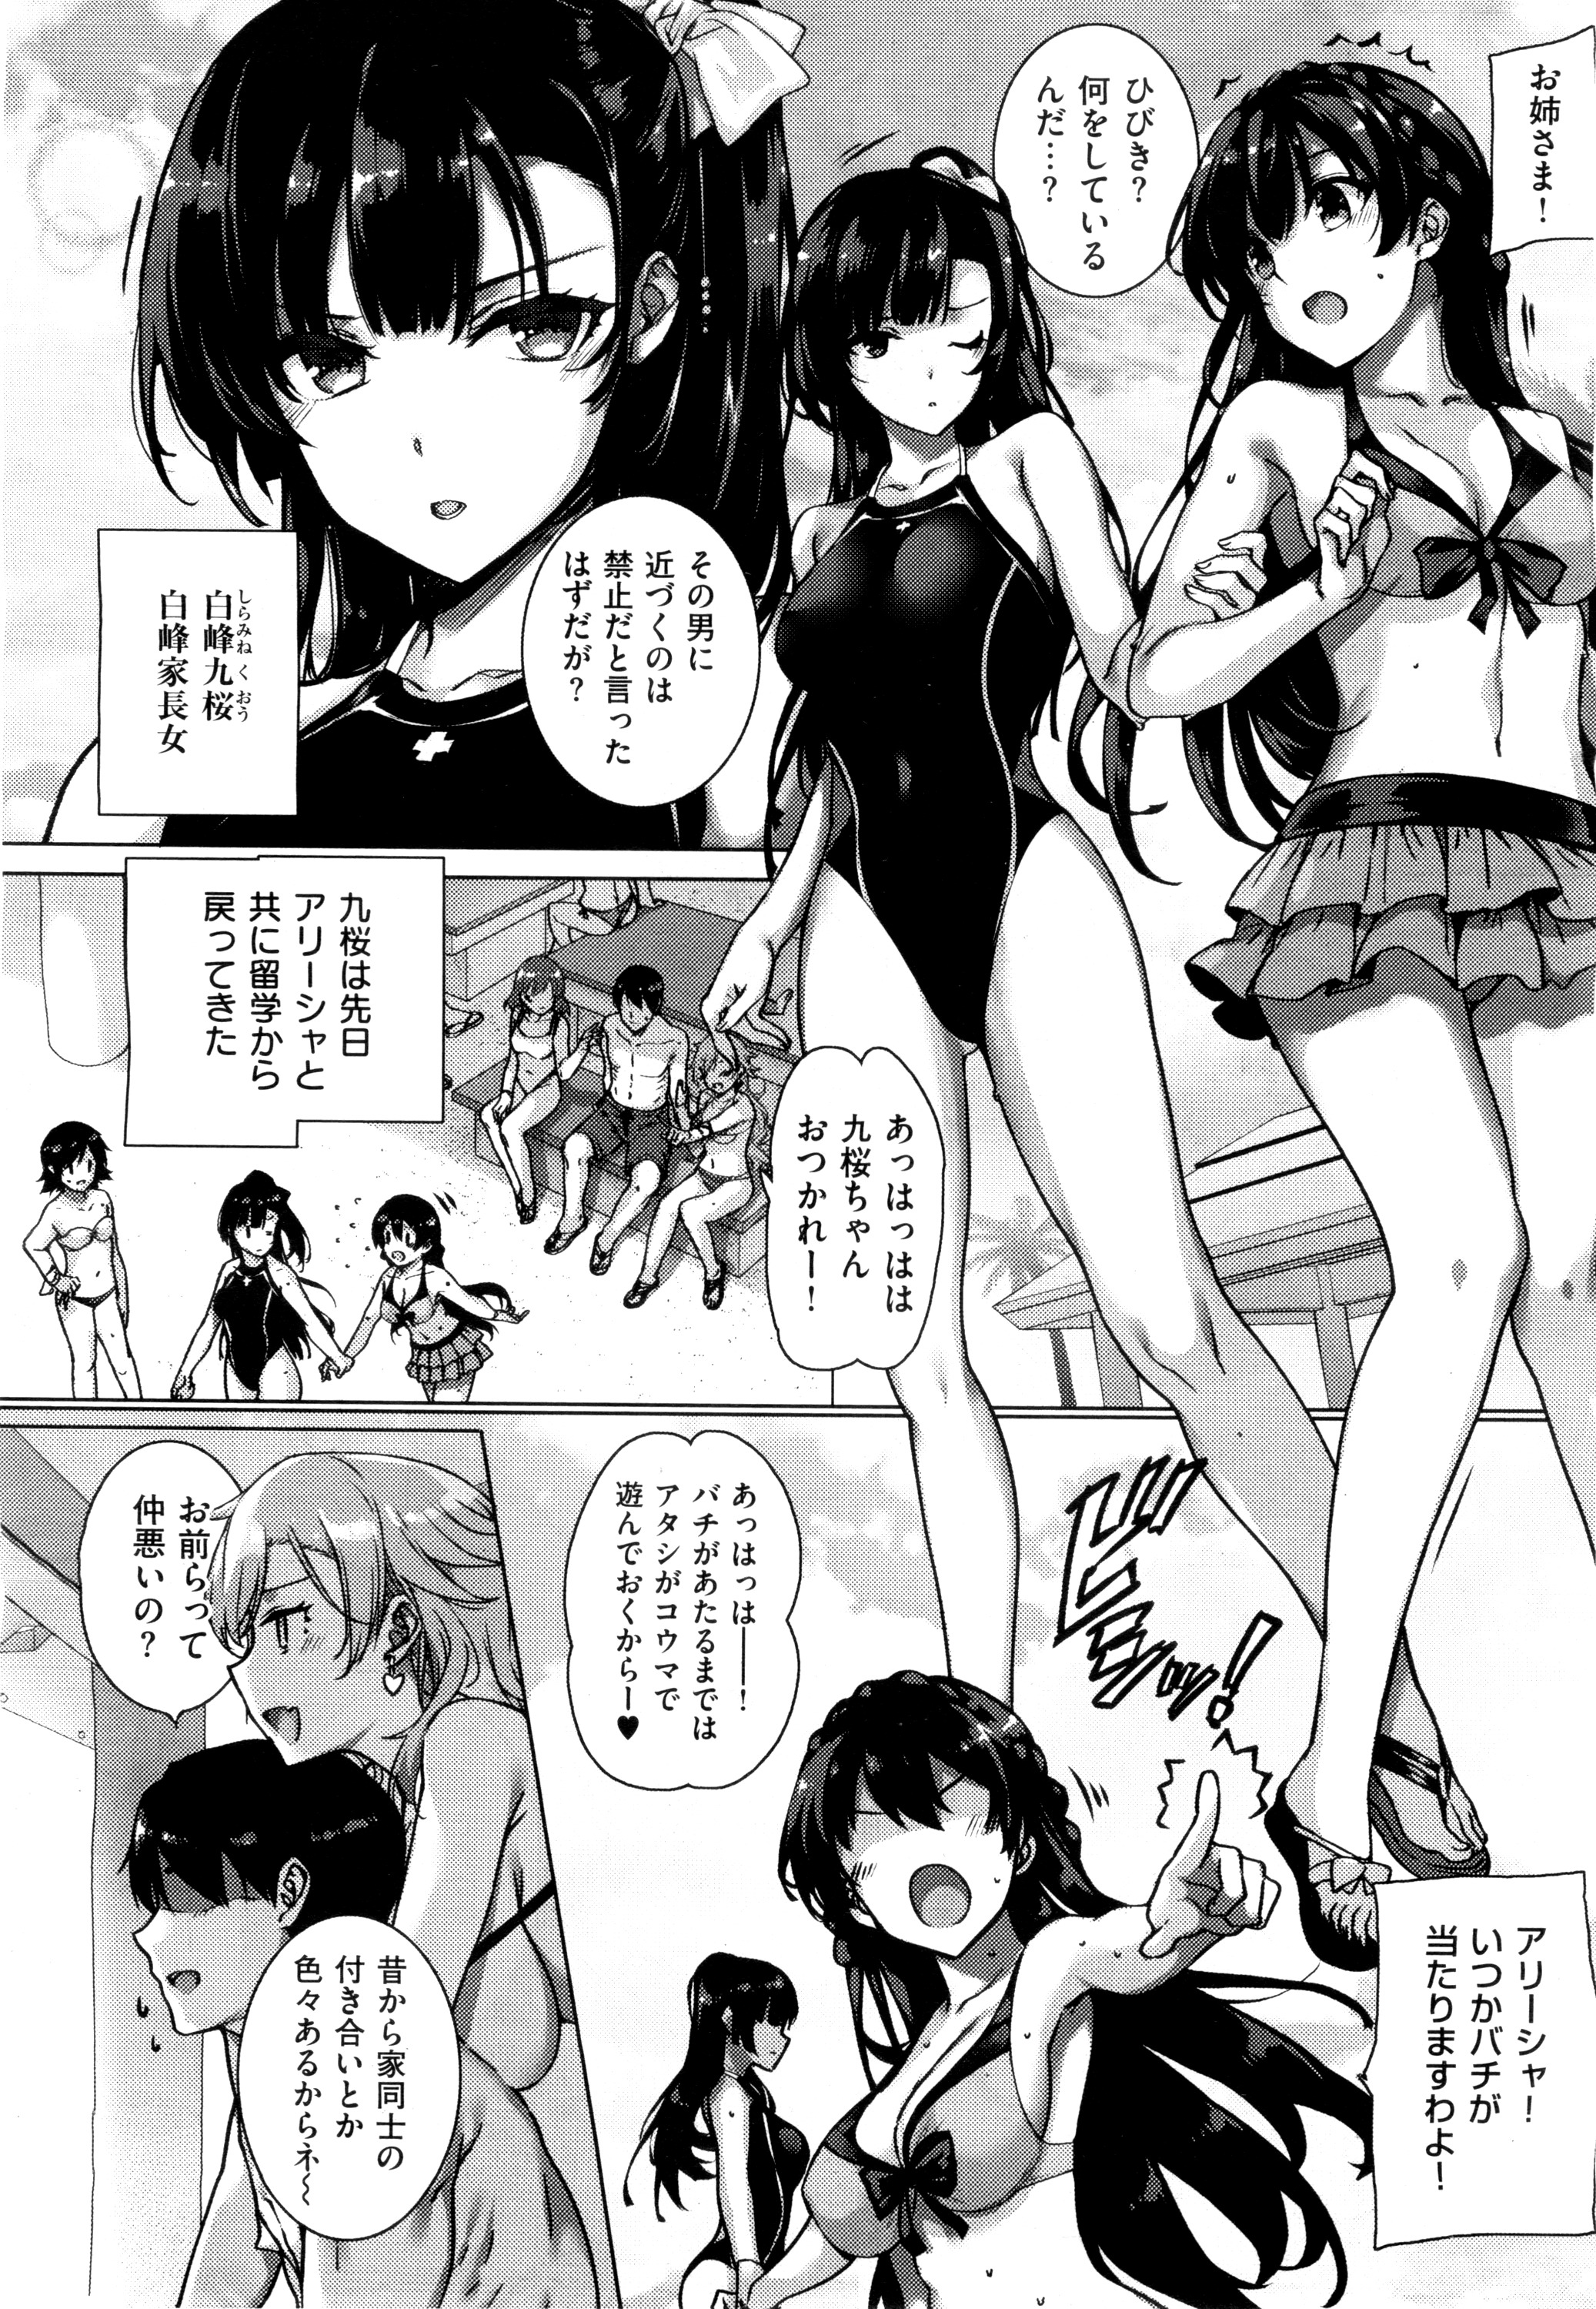 お姉さま！
ひびき？
何をしている
んだ…？
その男に
近づくのは
禁止だと言った
はずだが？
しらみねくおう
白峰九桜
白峰家長女
九桜は先日
アリーシャと
共に留学から
戻ってきた
あっはっはは
九桜ちゃん
おつかれー！
アリーシャ！
いつかバチが
当たりますわよ！
あっはっは──！
バチがあたるまでは
アタシがコウマで
遊んでおくからー♥
お前らって
仲悪いの？
昔から家同士の
付き合いとか
色々あるからネ〜